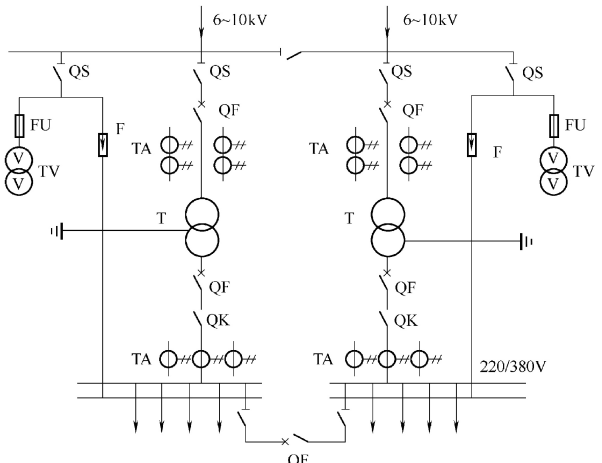 6~10kV 6~10kV
QS QS QS QS
QF QF
FU F TA TA F FU
V V
V TV V TV
T T
QF QF
QK QK
TA TA
220/380V
QF